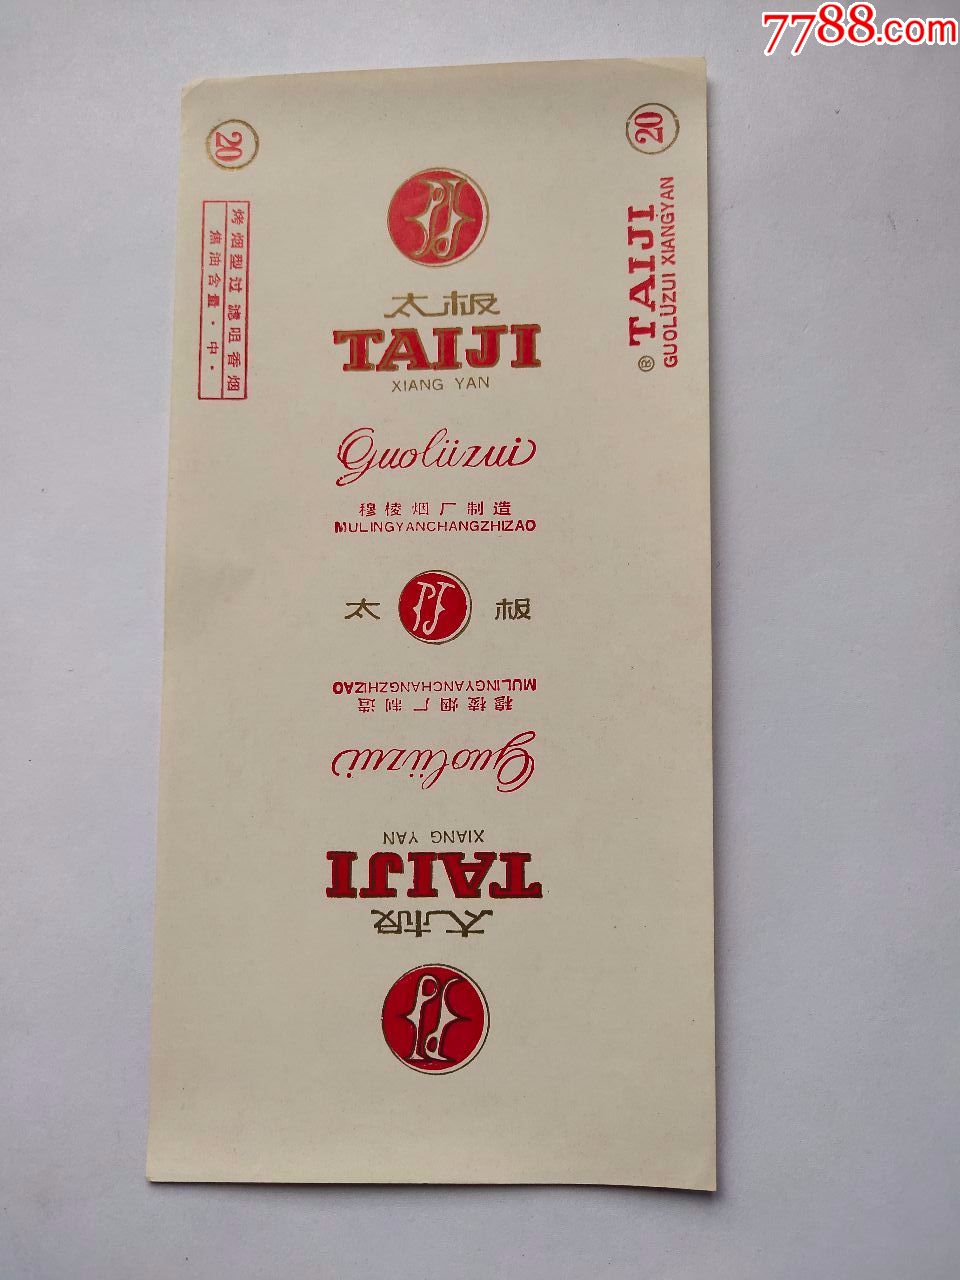 7788.com
20
烤烟型过滤咀香烟
焦油含量·中·
20
® TAIJI
GUOLÜZUI XIANGYAN
太极
TAIJI
XIANG YAN
Guolüzui
穆棱烟厂制造
MULINGYANCHANGZHIZAO
太 极
MULINGYANCHANGZHIZAO
穆棱烟厂制造
Guolüzui
XIANG YAN
TAIJI
太极